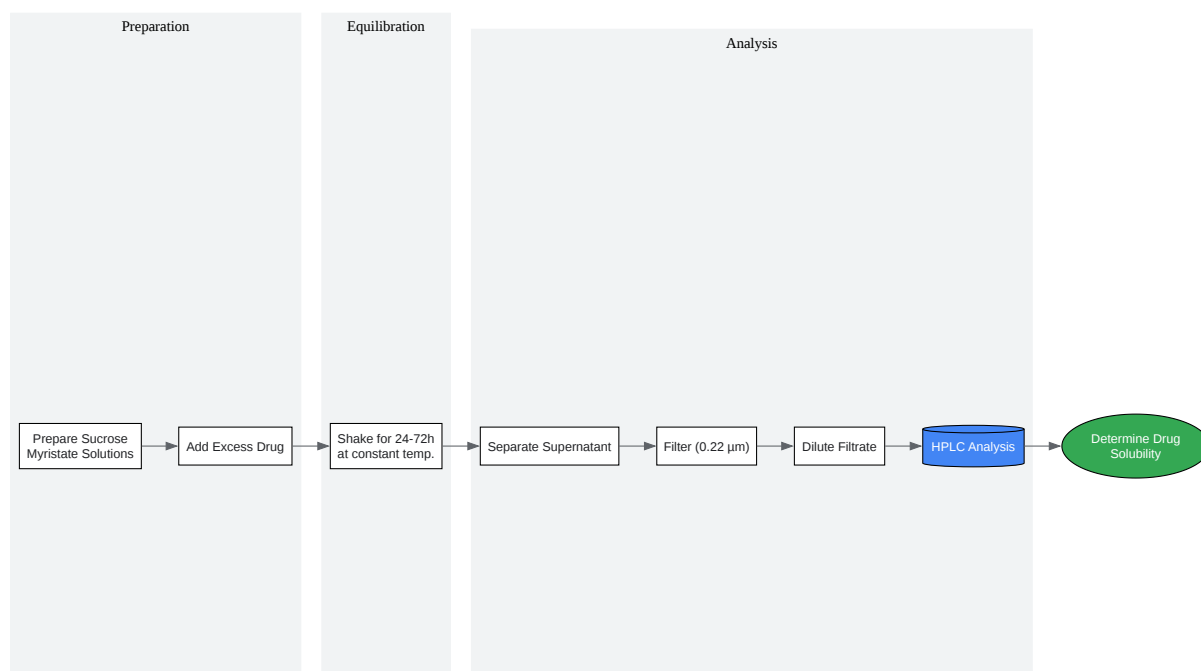 Preparation
Equilibration
Analysis
Prepare Sucrose
Myristate Solutions
Add Excess Drug
Shake for 24-72h
at constant temp.
Separate Supernatant
Filter (0.22 µm)
Dilute Filtrate
HPLC Analysis
Determine Drug
Solubility